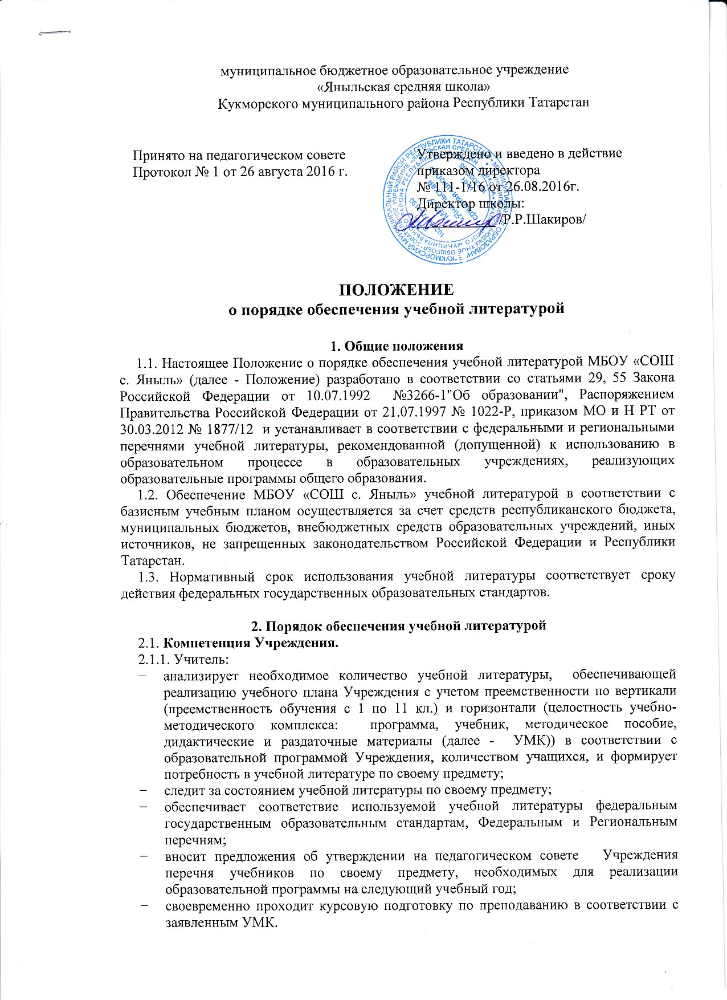 муниципальное бюджетное образовательное учреждение
«Яныльская средняя школа»
Кукморского муниципального района Республики Татарстан
Принято на педагогическом совете
Протокол № 1 от 26 августа 2016 г.
Утверждено и введено в действие
приказом директора
№ 111-1/16 от 26.08.2016г.
Директор школы:
/Р.Р.Шакиров/
ПОЛОЖЕНИЕ
о порядке обеспечения учебной литературой
1. Общие положения
1.1. Настоящее Положение о порядке обеспечения учебной литературой МБОУ «СОШ
с. Яныль» (далее - Положение) разработано в соответствии со статьями 29, 55 Закона
Российской Федерации от 10.07.1992 №3266-1"Об образовании", Распоряжением
Правительства Российской Федерации от 21.07.1997 № 1022-Р, приказом МО и Н РТ от
30.03.2012 № 1877/12 и устанавливает в соответствии с федеральными и региональными
перечнями учебной литературы, рекомендованной (допущенной) к использованию в
образовательном процессе в образовательных учреждениях, реализующих
образовательные программы общего образования.
1.2. Обеспечение МБОУ «СОШ с. Яныль» учебной литературой в соответствии с
базисным учебным планом осуществляется за счет средств республиканского бюджета,
муниципальных бюджетов, внебюджетных средств образовательных учреждений, иных
источников, не запрещенных законодательством Российской Федерации и Республики
Татарстан.
1.3. Нормативный срок использования учебной литературы соответствует сроку
действия федеральных государственных образовательных стандартов.
2. Порядок обеспечения учебной литературой
2.1. Компетенция Учреждения.
2.1.1. Учитель:
− анализирует необходимое количество учебной литературы, обеспечивающей
реализацию учебного плана Учреждения с учетом преемственности по вертикали
(преемственность обучения с 1 по 11 кл.) и горизонтали (целостность учебно-
методического комплекса: программа, учебник, методическое пособие,
дидактические и раздаточные материалы (далее - УМК)) в соответствии с
образовательной программой Учреждения, количеством учащихся, и формирует
потребность в учебной литературе по своему предмету;
− следит за состоянием учебной литературы по своему предмету;
− обеспечивает соответствие используемой учебной литературы федеральным
государственным образовательным стандартам, Федеральным и Региональным
перечням;
− вносит предложения об утверждении на педагогическом совете Учреждения
перечня учебников по своему предмету, необходимых для реализации
образовательной программы на следующий учебный год;
− своевременно проходит курсовую подготовку по преподаванию в соответствии с
заявленным УМК.